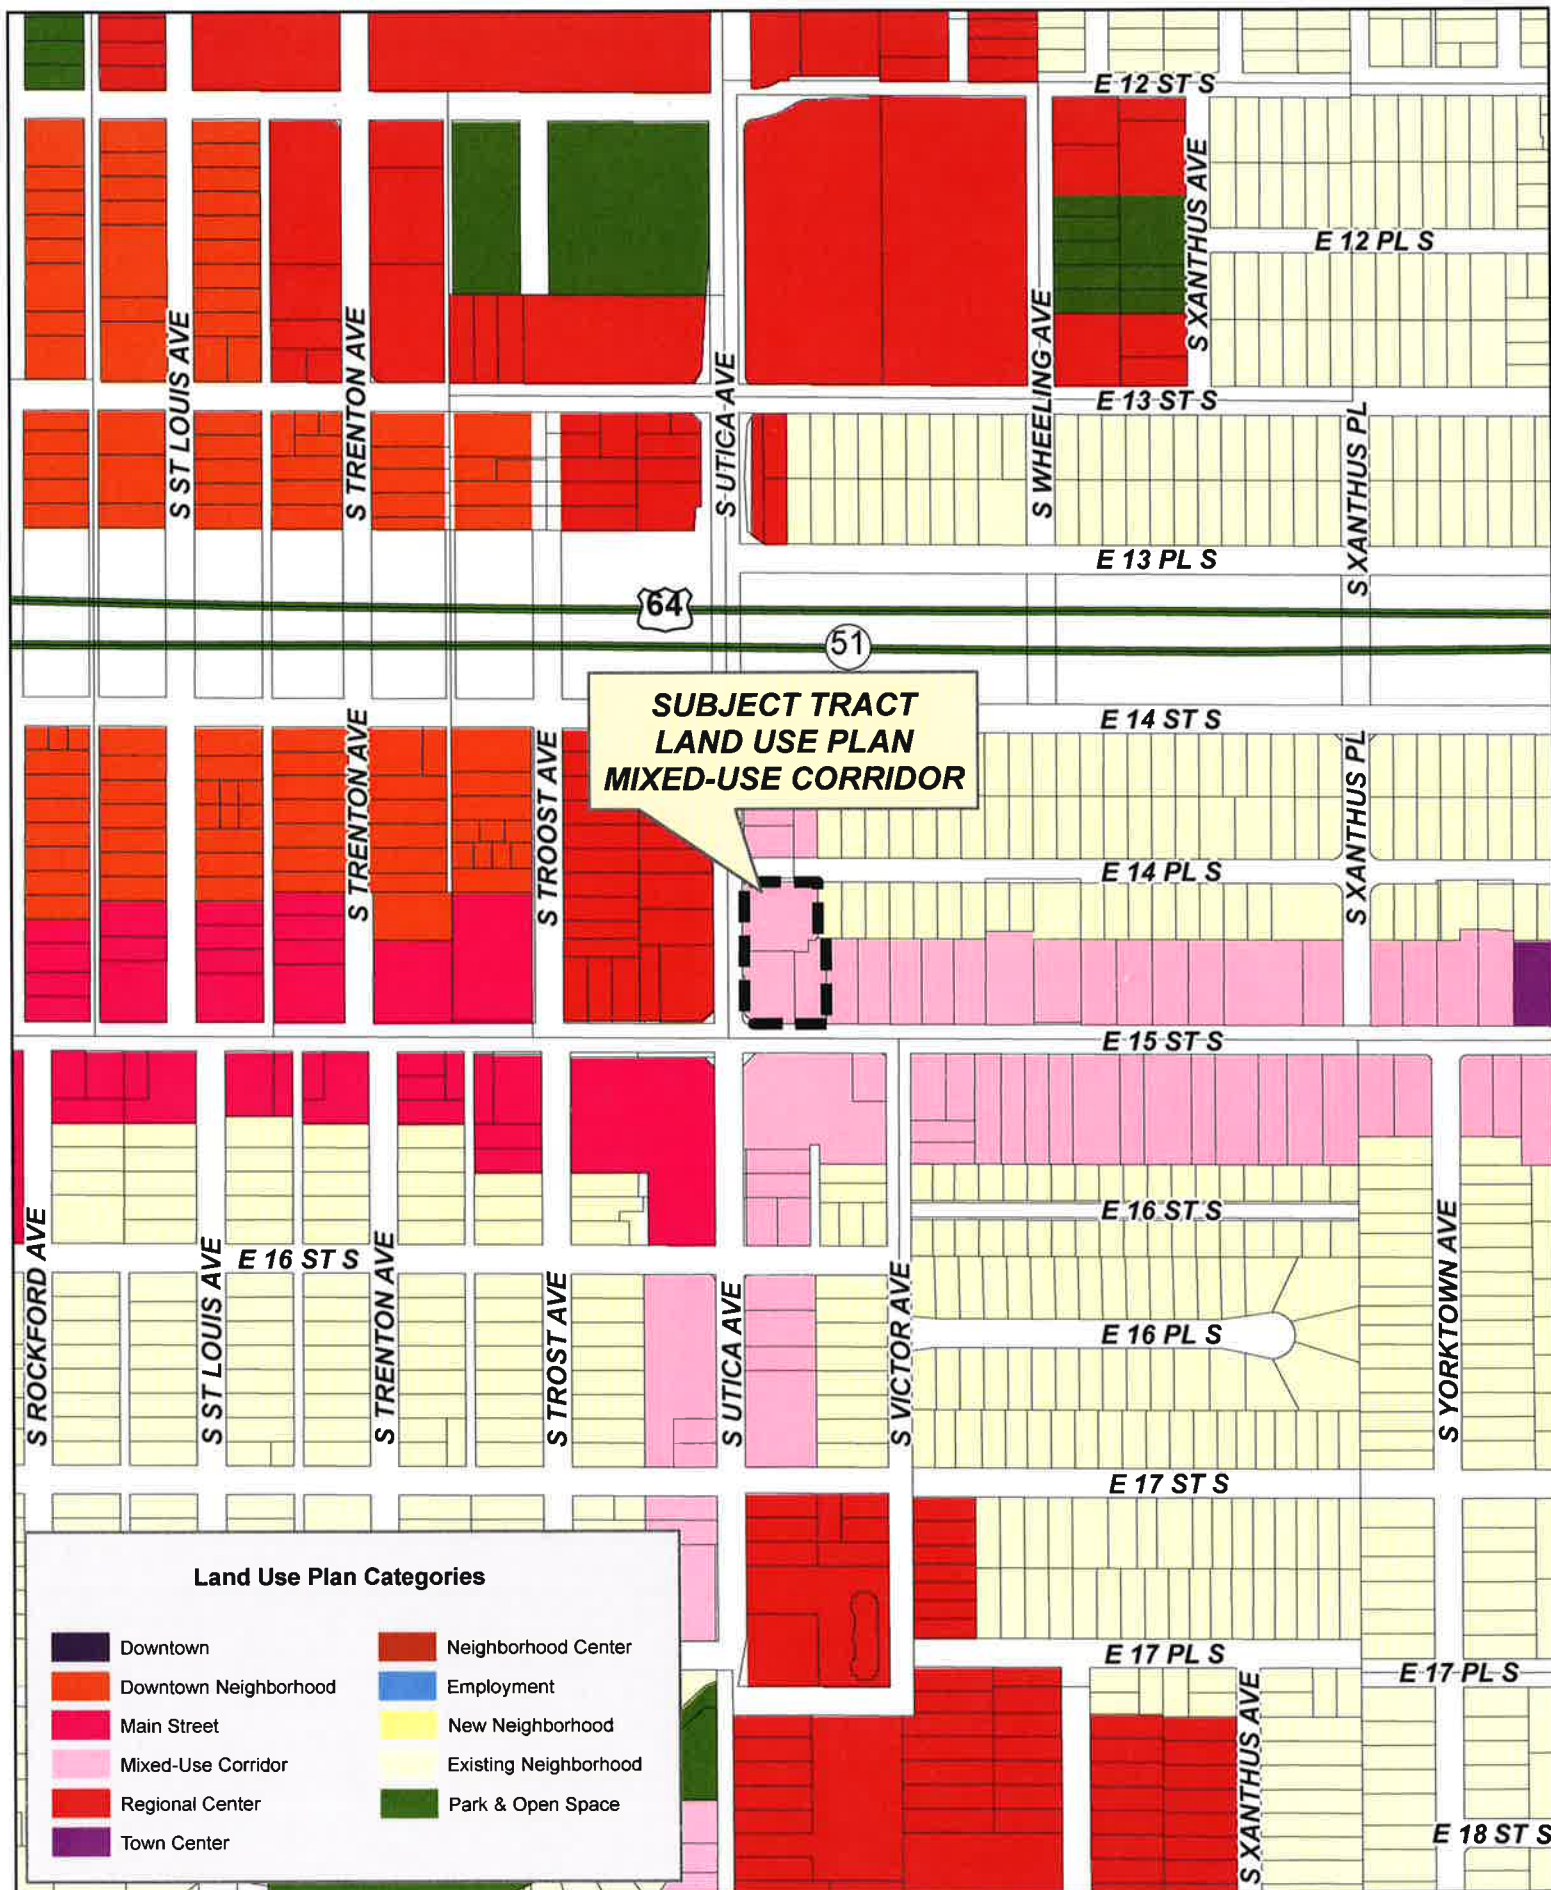 E 12 ST S
S XANTHUS AVE
E 12 PL S
S ST LOUIS AVE
S TRENTON AVE
S UTICA AVE
S WHEELING AVE
E 13 ST S
S XANTHUS PL
E 13 PL S
64
51
SUBJECT TRACT
LAND USE PLAN
MIXED-USE CORRIDOR
E 14 ST S
S TRENTON AVE
S TROOST AVE
S XANTHUS PL
E 14 PL S
E 15 ST S
E 16 ST S
S ROCKFORD AVE
S ST LOUIS AVE
E 16 ST S
S TRENTON AVE
S TROST AVE
S UTICA AVE
S VICTOR AVE
E 16 PL S
S YORKTOWN AVE
E 17 ST S
E 17 PL S
E 17 PL S
S XANTHUS AVE
E 18 ST S
Land Use Plan Categories
Downtown
Downtown Neighborhood
Main Street
Mixed-Use Corridor
Regional Center
Town Center
Neighborhood Center
Employment
New Neighborhood
Existing Neighborhood
Park & Open Space